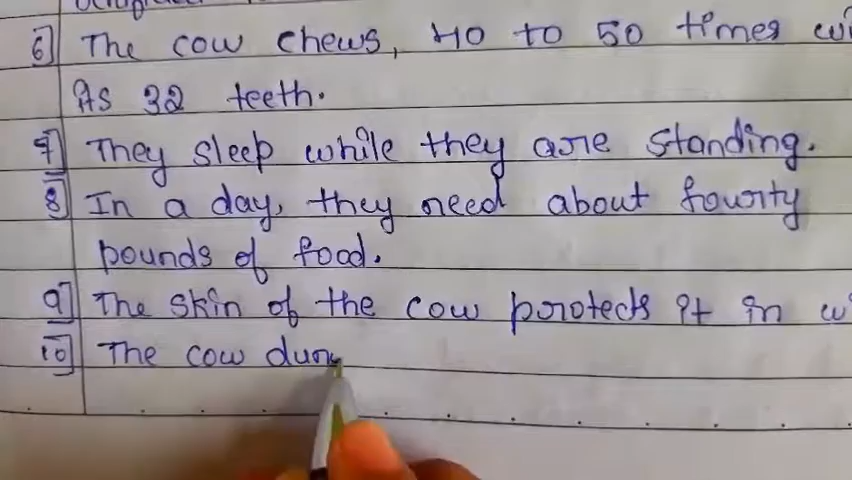 6] The cow chews, 40 to 50 times
As 32 teeth.
7] They sleep while they are standing.
8] In a day, they need about fourty
pounds of food.
9] The skin of the cow protects it in
10] The cow dun